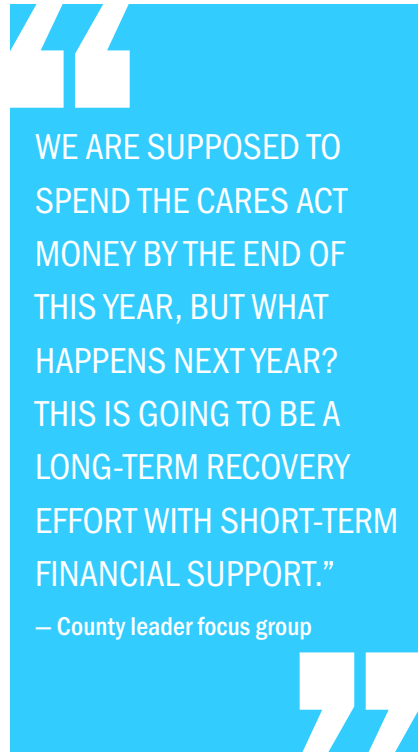 WE ARE SUPPOSED TO
SPEND THE CARES ACT
MONEY BY THE END OF
THIS YEAR, BUT WHAT
HAPPENS NEXT YEAR?
THIS IS GOING TO BE A
LONG-TERM RECOVERY
EFFORT WITH SHORT-TERM
FINANCIAL SUPPORT.”
— County leader focus group